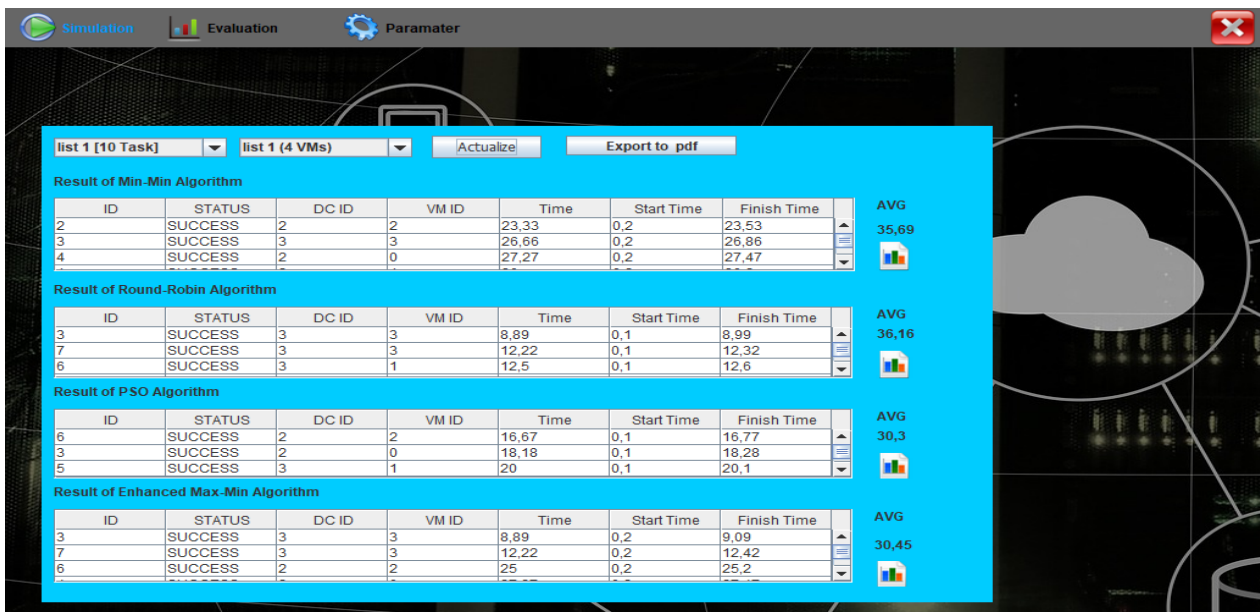 Simulation Evaluation Paramater
list 1 [10 Task] list 1 (4 VMs) Actualize Export to pdf
Result of Min-Min Algorithm
ID STATUS DC ID VM ID Time Start Time Finish Time AVG
2 SUCCESS 2 2 23,33 0,2 23,53
35,69
3 SUCCESS 3 3 26,66 0,2 26,86
4 SUCCESS 2 0 27,27 0,2 27,47
Result of Round-Robin Algorithm
ID STATUS DC ID VM ID Time Start Time Finish Time AVG
3 SUCCESS 3 3 8,89 0,1 8,99 36,16
7 SUCCESS 3 3 12,22 0,1 12,32
6 SUCCESS 3 1 12,5 0,1 12,6
Result of PSO Algorithm
ID STATUS DC ID VM ID Time Start Time Finish Time AVG
6 SUCCESS 2 2 16,67 0,1 16,77 30,3
3 SUCCESS 2 0 18,18 0,1 18,28
5 SUCCESS 3 1 20 0,1 20,1
Result of Enhanced Max-Min Algorithm
ID STATUS DC ID VM ID Time Start Time Finish Time AVG
3 SUCCESS 3 3 8,89 0,2 9,09
30,45
7 SUCCESS 3 3 12,22 0,2 12,42
6 SUCCESS 2 2 25 0,2 25,2